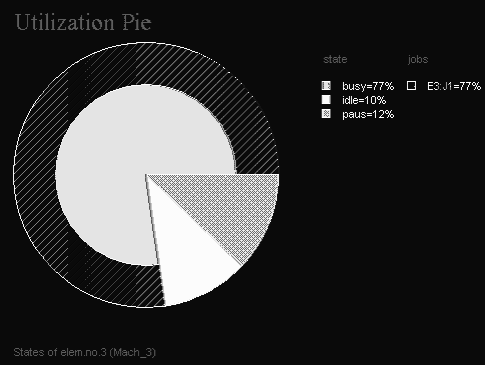 Utilization Pie
state jobs
busy=77% E3:J1=77%
idle=10%
paus=12%
States of elem.no.3 (Mach_3)